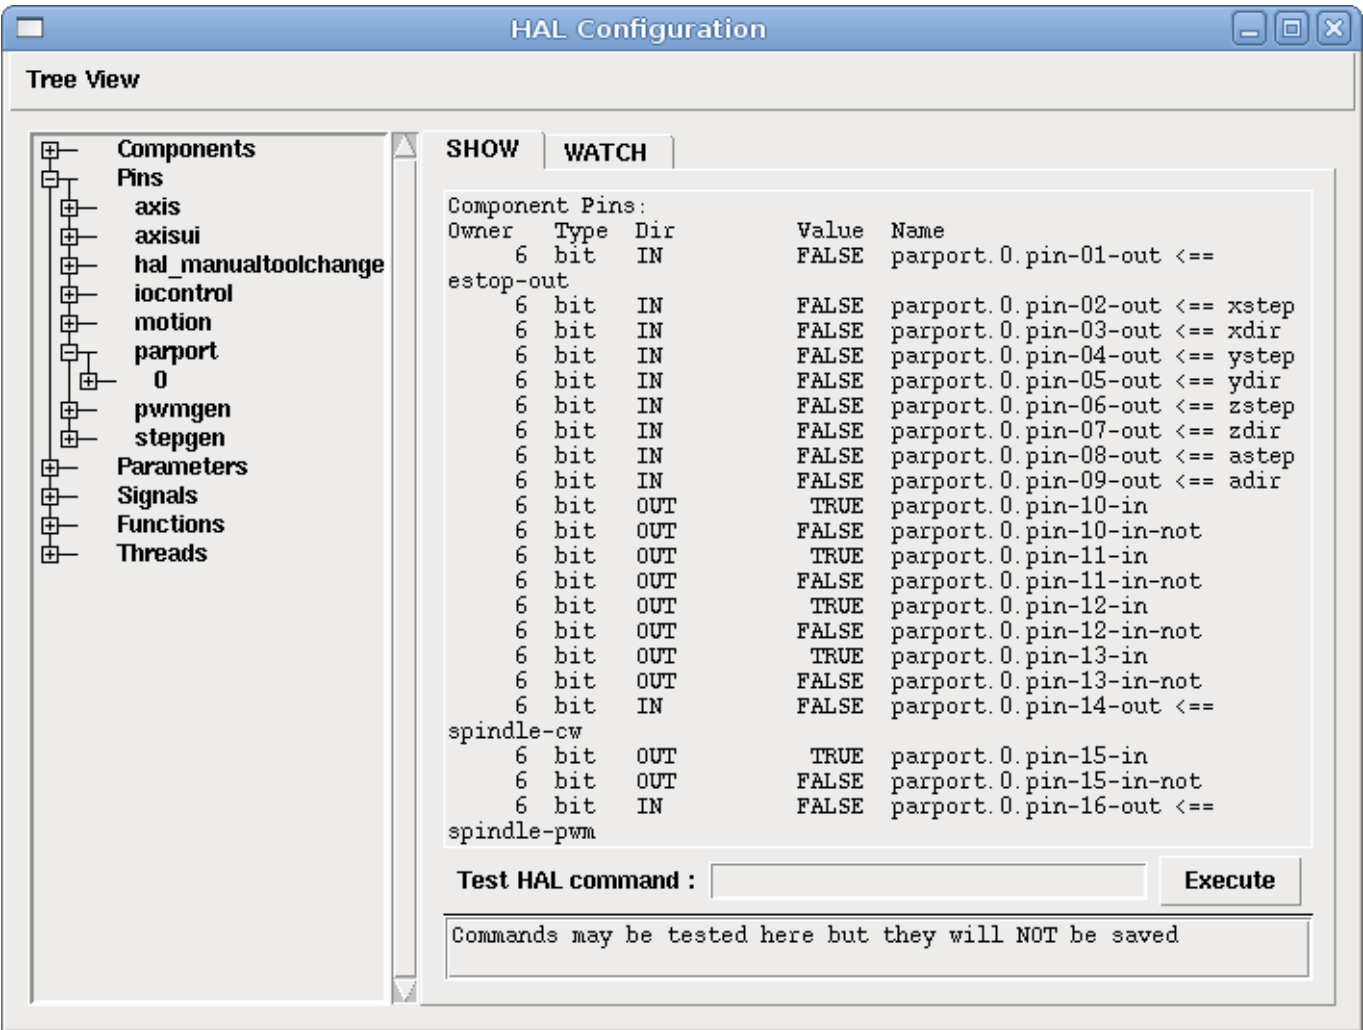 HAL Configuration
Tree View
Components
Pins
axis
axisui
hal_manualtoolchange
iocontrol
motion
parport
0
pwmgen
stepgen
Parameters
Signals
Functions
Threads
SHOW WATCH
Component Pins:
Owner Type Dir Value Name
6 bit IN FALSE parport.0.pin-01-out <==
estop-out
6 bit IN FALSE parport.0.pin-02-out <== xstep
6 bit IN FALSE parport.0.pin-03-out <== xdir
6 bit IN FALSE parport.0.pin-04-out <== ystep
6 bit IN FALSE parport.0.pin-05-out <== ydir
6 bit IN FALSE parport.0.pin-06-out <== zstep
6 bit IN FALSE parport.0.pin-07-out <== zdir
6 bit IN FALSE parport.0.pin-08-out <== astep
6 bit IN FALSE parport.0.pin-09-out <== adir
6 bit OUT TRUE parport.0.pin-10-in
6 bit OUT FALSE parport.0.pin-10-in-not
6 bit OUT TRUE parport.0.pin-11-in
6 bit OUT FALSE parport.0.pin-11-in-not
6 bit OUT TRUE parport.0.pin-12-in
6 bit OUT FALSE parport.0.pin-12-in-not
6 bit OUT TRUE parport.0.pin-13-in
6 bit OUT FALSE parport.0.pin-13-in-not
6 bit IN FALSE parport.0.pin-14-out <==
spindle-cw
6 bit OUT TRUE parport.0.pin-15-in
6 bit OUT FALSE parport.0.pin-15-in-not
6 bit IN FALSE parport.0.pin-16-out <==
spindle-pwm
Test HAL command : Execute
Commands may be tested here but they will NOT be saved